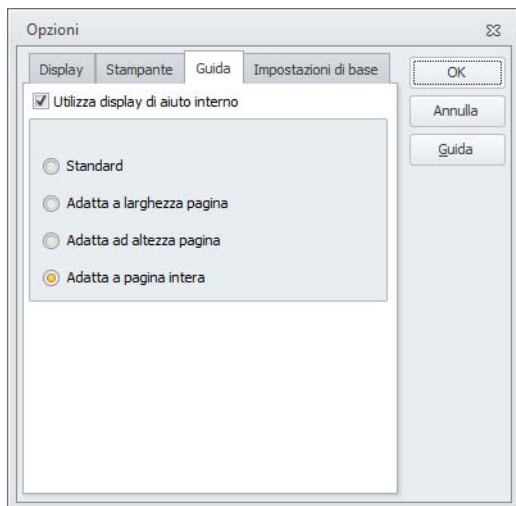 Opzioni
Display Stampante Guida Impostazioni di base
OK
Utilizza display di aiuto interno
Annulla
Guida
Standard
Adatta a larghezza pagina
Adatta ad altezza pagina
Adatta a pagina intera